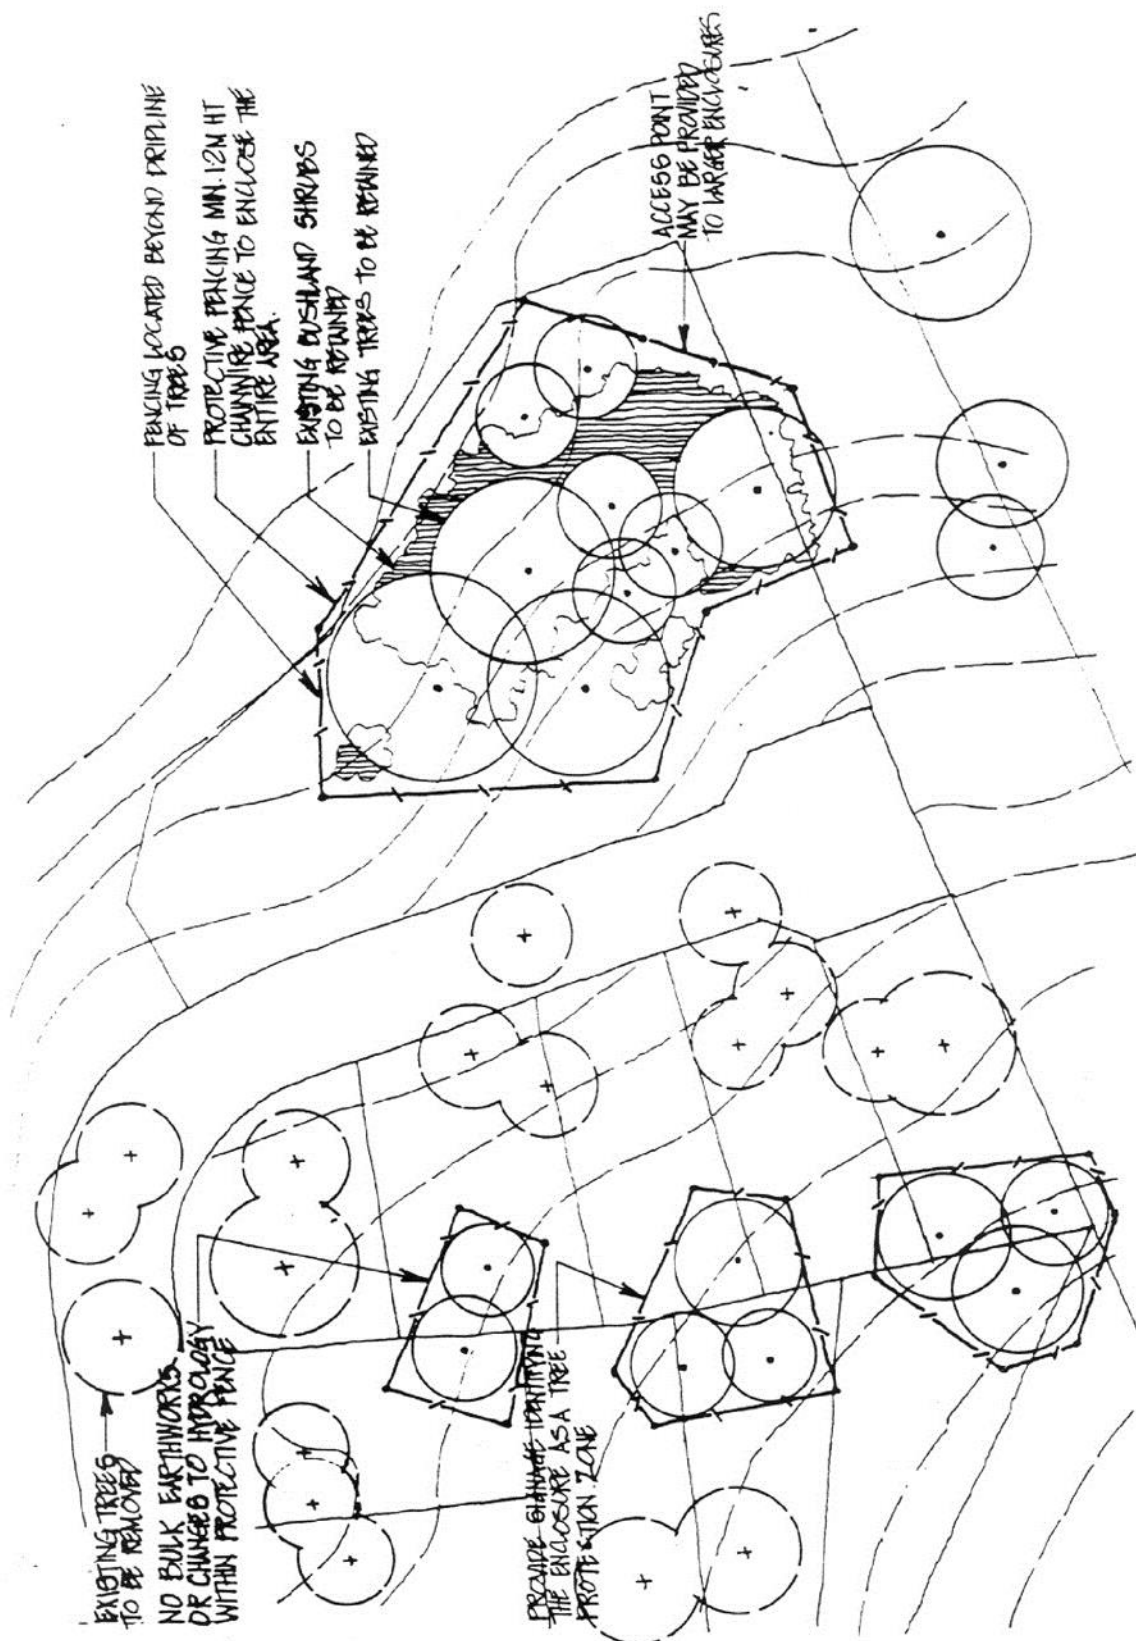 FENCING LOCATED BEYOND DRIPLINE
OF TREES
PROTECTIVE FENCING MIN. 1.2M HT
CHAINWIRE FENCE TO ENCLOSE THE
ENTIRE AREA.
EXISTING BUSHLAND SHRUBS
TO BE RETAINED
EXISTING TREES TO BE RETAINED
ACCESS POINT
MAY BE PROVIDED
TO LARGER ENCLOSURES
EXISTING TREES
TO BE REMOVED
NO BULK EARTHWORKS
OR CHANGES TO HYDROLOGY
WITHIN PROTECTIVE FENCE
PROVIDE SIGNAGE IDENTIFYING
THE ENCLOSURE AS A TREE
PROTECTION ZONE